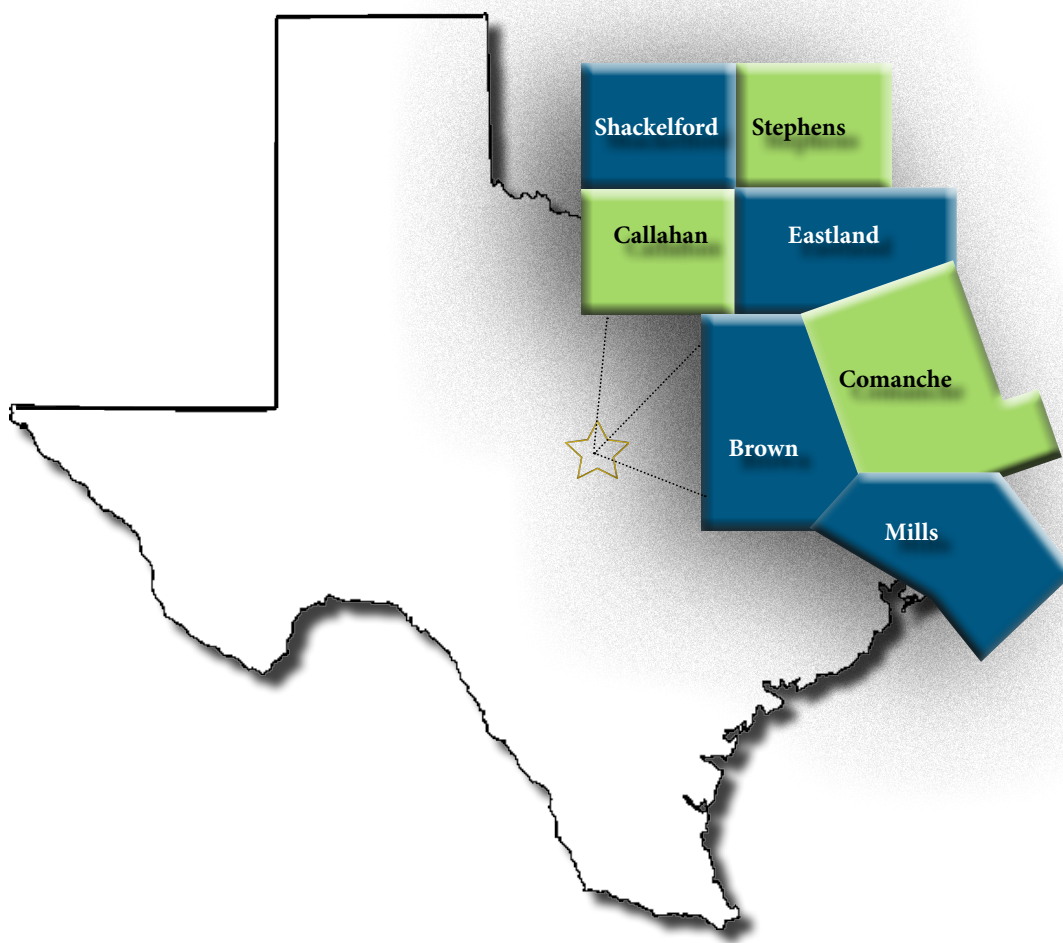 Shackelford
Stephens
Callahan
Eastland
Comanche
Brown
Mills